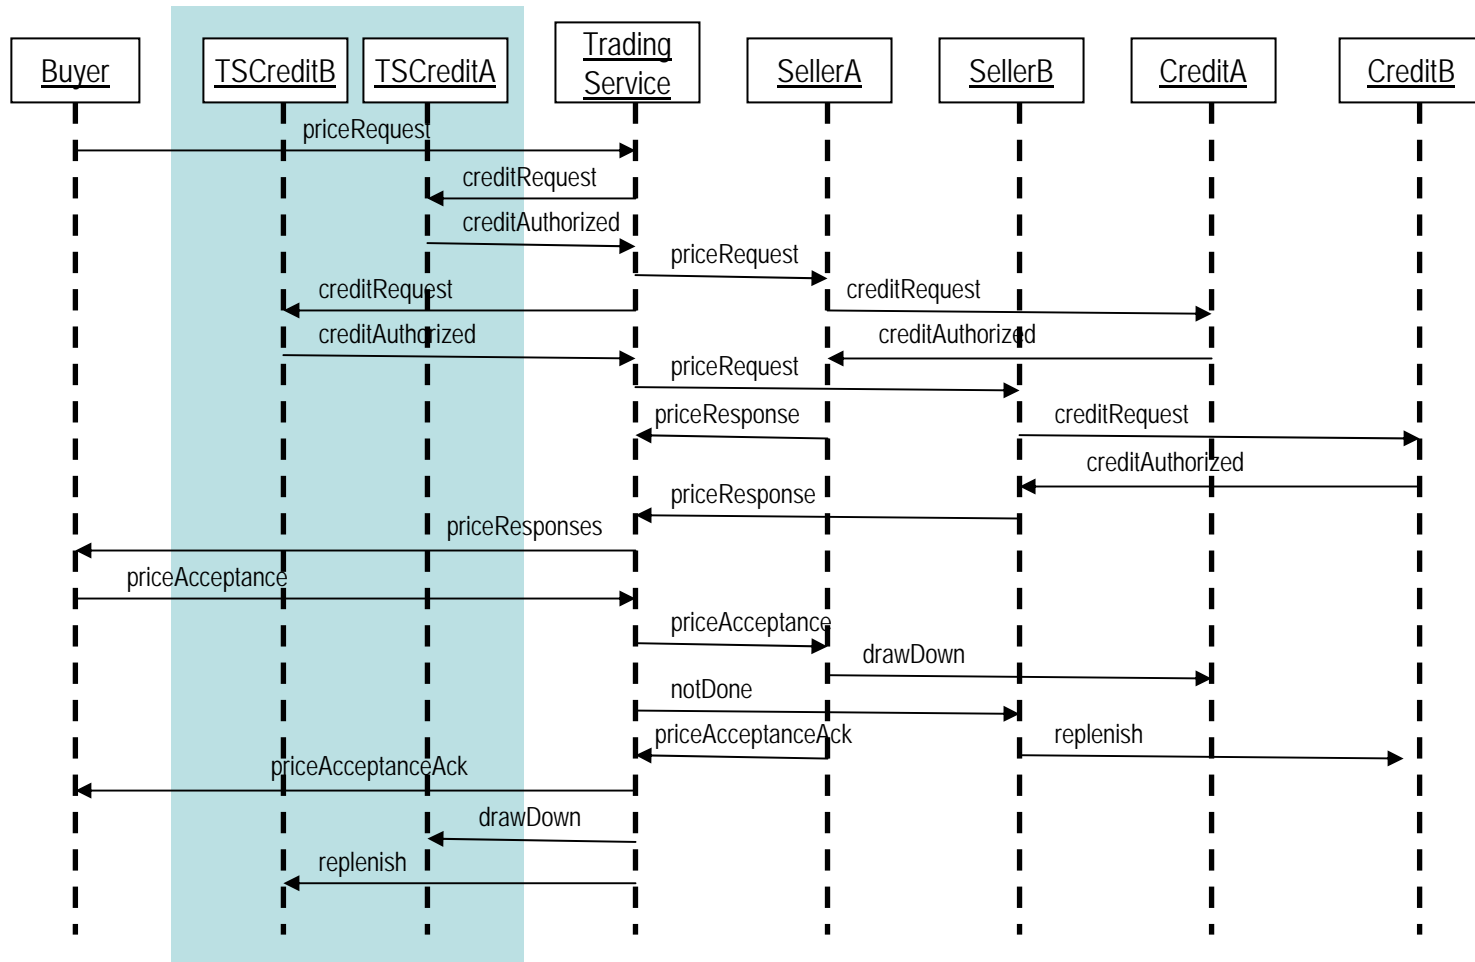 Buyer
TSCreditB
TSCreditA
Trading
Service
SellerA
SellerB
CreditA
CreditB
priceRequest
creditRequest
creditAuthorized
priceRequest
creditRequest
creditRequest
creditAuthorized
creditAuthorized
priceRequest
priceResponse
creditRequest
creditAuthorized
priceResponse
priceResponses
priceAcceptance
priceAcceptance
drawDown
notDone
priceAcceptanceAck
replenish
priceAcceptanceAck
drawDown
replenish